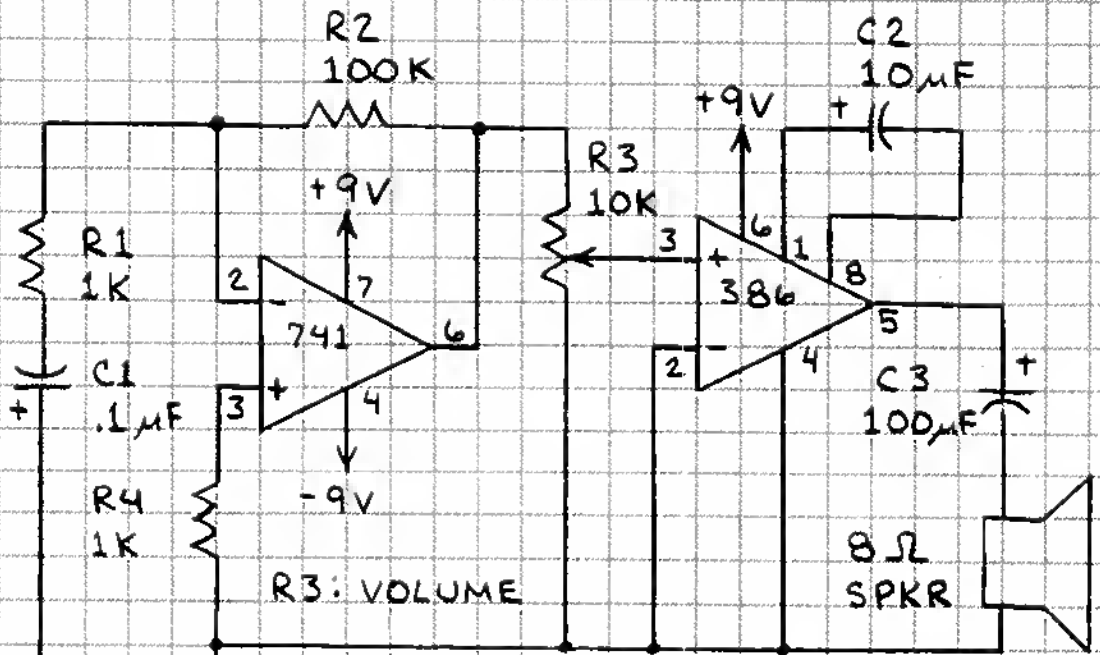 R2
100K
C2
10µF
+
+9V
R3
10K
+9V
R1
1K
2
-
7
741
6
3
+
4
-9V
C1
.1µF
+
R4
1K
3
+
6
1
8
386
5
2
-
4
C3
100µF
+
8Ω
SPKR
R3: VOLUME